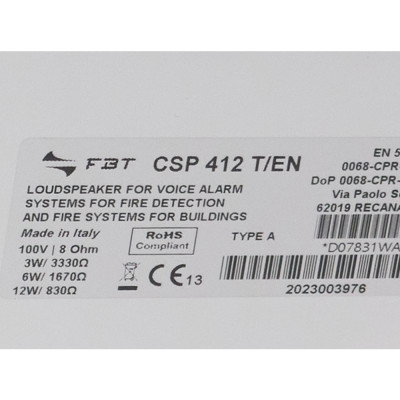 FBT CSP 412 T/EN
LOUDSPEAKER FOR VOICE ALARM
SYSTEMS FOR FIRE DETECTION
AND FIRE SYSTEMS FOR BUILDINGS
Made in Italy
100V | 8 Ohm
3W/ 3330Ω
6W/ 1670Ω
12W/ 830Ω
RoHS
Compliant
CE 13
TYPE A
EN 5
0068-CPR-
DoP 0068-CPR-
Via Paolo S
62019 RECANA
*D07831WA
2023003976